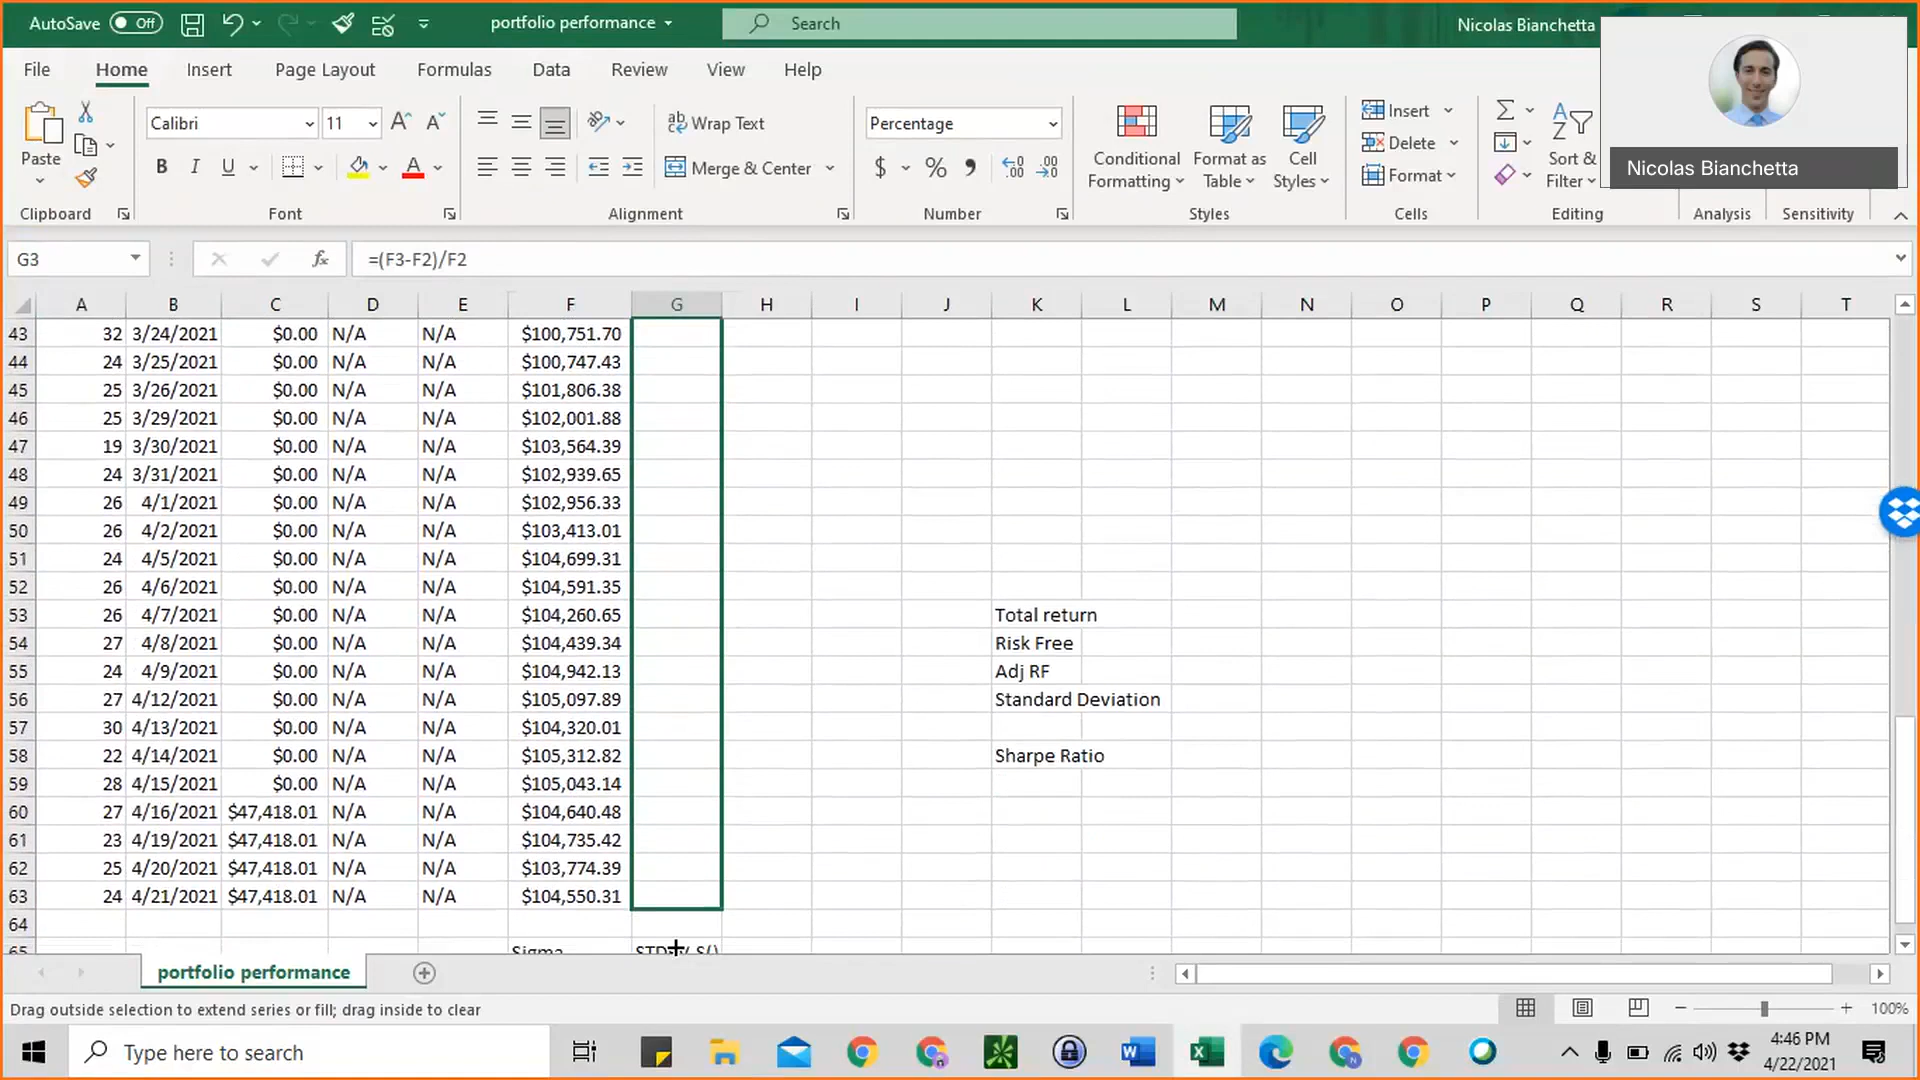 AutoSave Off portfolio performance Search Nicolas Bianchetta
File Home Insert Page Layout Formulas Data Review View Help
Nicolas Bianchetta
Paste Calibri 11 A A Wrap Text Percentage Conditional Formatting Format as Table Cell Styles Insert Σ
B I U A Merge & Center $ % Delete Sort & Filter
Format
Clipboard Font Alignment Number Styles Cells Editing Analysis Sensitivity
G3 fx =(F3-F2)/F2
A B C D E F G H I J K L M N O P Q R S T
43 32 3/24/2021 $0.00 N/A N/A $100,751.70
44 24 3/25/2021 $0.00 N/A N/A $100,747.43
45 25 3/26/2021 $0.00 N/A N/A $101,806.38
46 25 3/29/2021 $0.00 N/A N/A $102,001.88
47 19 3/30/2021 $0.00 N/A N/A $103,564.39
48 24 3/31/2021 $0.00 N/A N/A $102,939.65
49 26 4/1/2021 $0.00 N/A N/A $102,956.33
50 26 4/2/2021 $0.00 N/A N/A $103,413.01
51 24 4/5/2021 $0.00 N/A N/A $104,699.31
52 26 4/6/2021 $0.00 N/A N/A $104,591.35
53 26 4/7/2021 $0.00 N/A N/A $104,260.65 Total return
54 27 4/8/2021 $0.00 N/A N/A $104,439.34 Risk Free
55 24 4/9/2021 $0.00 N/A N/A $104,942.13 Adj RF
56 27 4/12/2021 $0.00 N/A N/A $105,097.89 Standard Deviation
57 30 4/13/2021 $0.00 N/A N/A $104,320.01
58 22 4/14/2021 $0.00 N/A N/A $105,312.82 Sharpe Ratio
59 28 4/15/2021 $0.00 N/A N/A $105,043.14
60 27 4/16/2021 $47,418.01 N/A N/A $104,640.48
61 23 4/19/2021 $47,418.01 N/A N/A $104,735.42
62 25 4/20/2021 $47,418.01 N/A N/A $103,774.39
63 24 4/21/2021 $47,418.01 N/A N/A $104,550.31
64
65 Sigma
portfolio performance
Drag outside selection to extend series or fill; drag inside to clear 100%
Type here to search 4:46 PM
4/22/2021